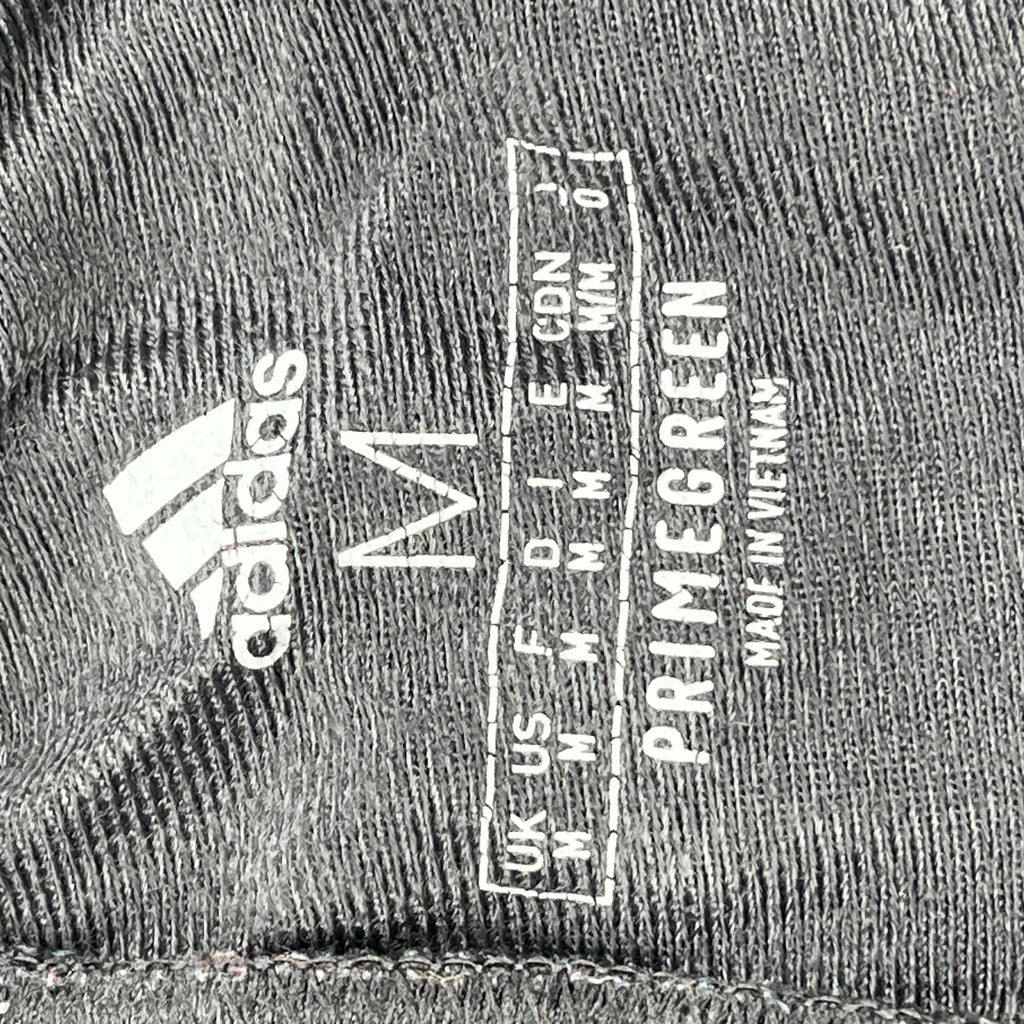 adidas
M
UK US F D I E CDN J
M M M M M M M/M O
PRIMEGREEN
MADE IN VIETNAM